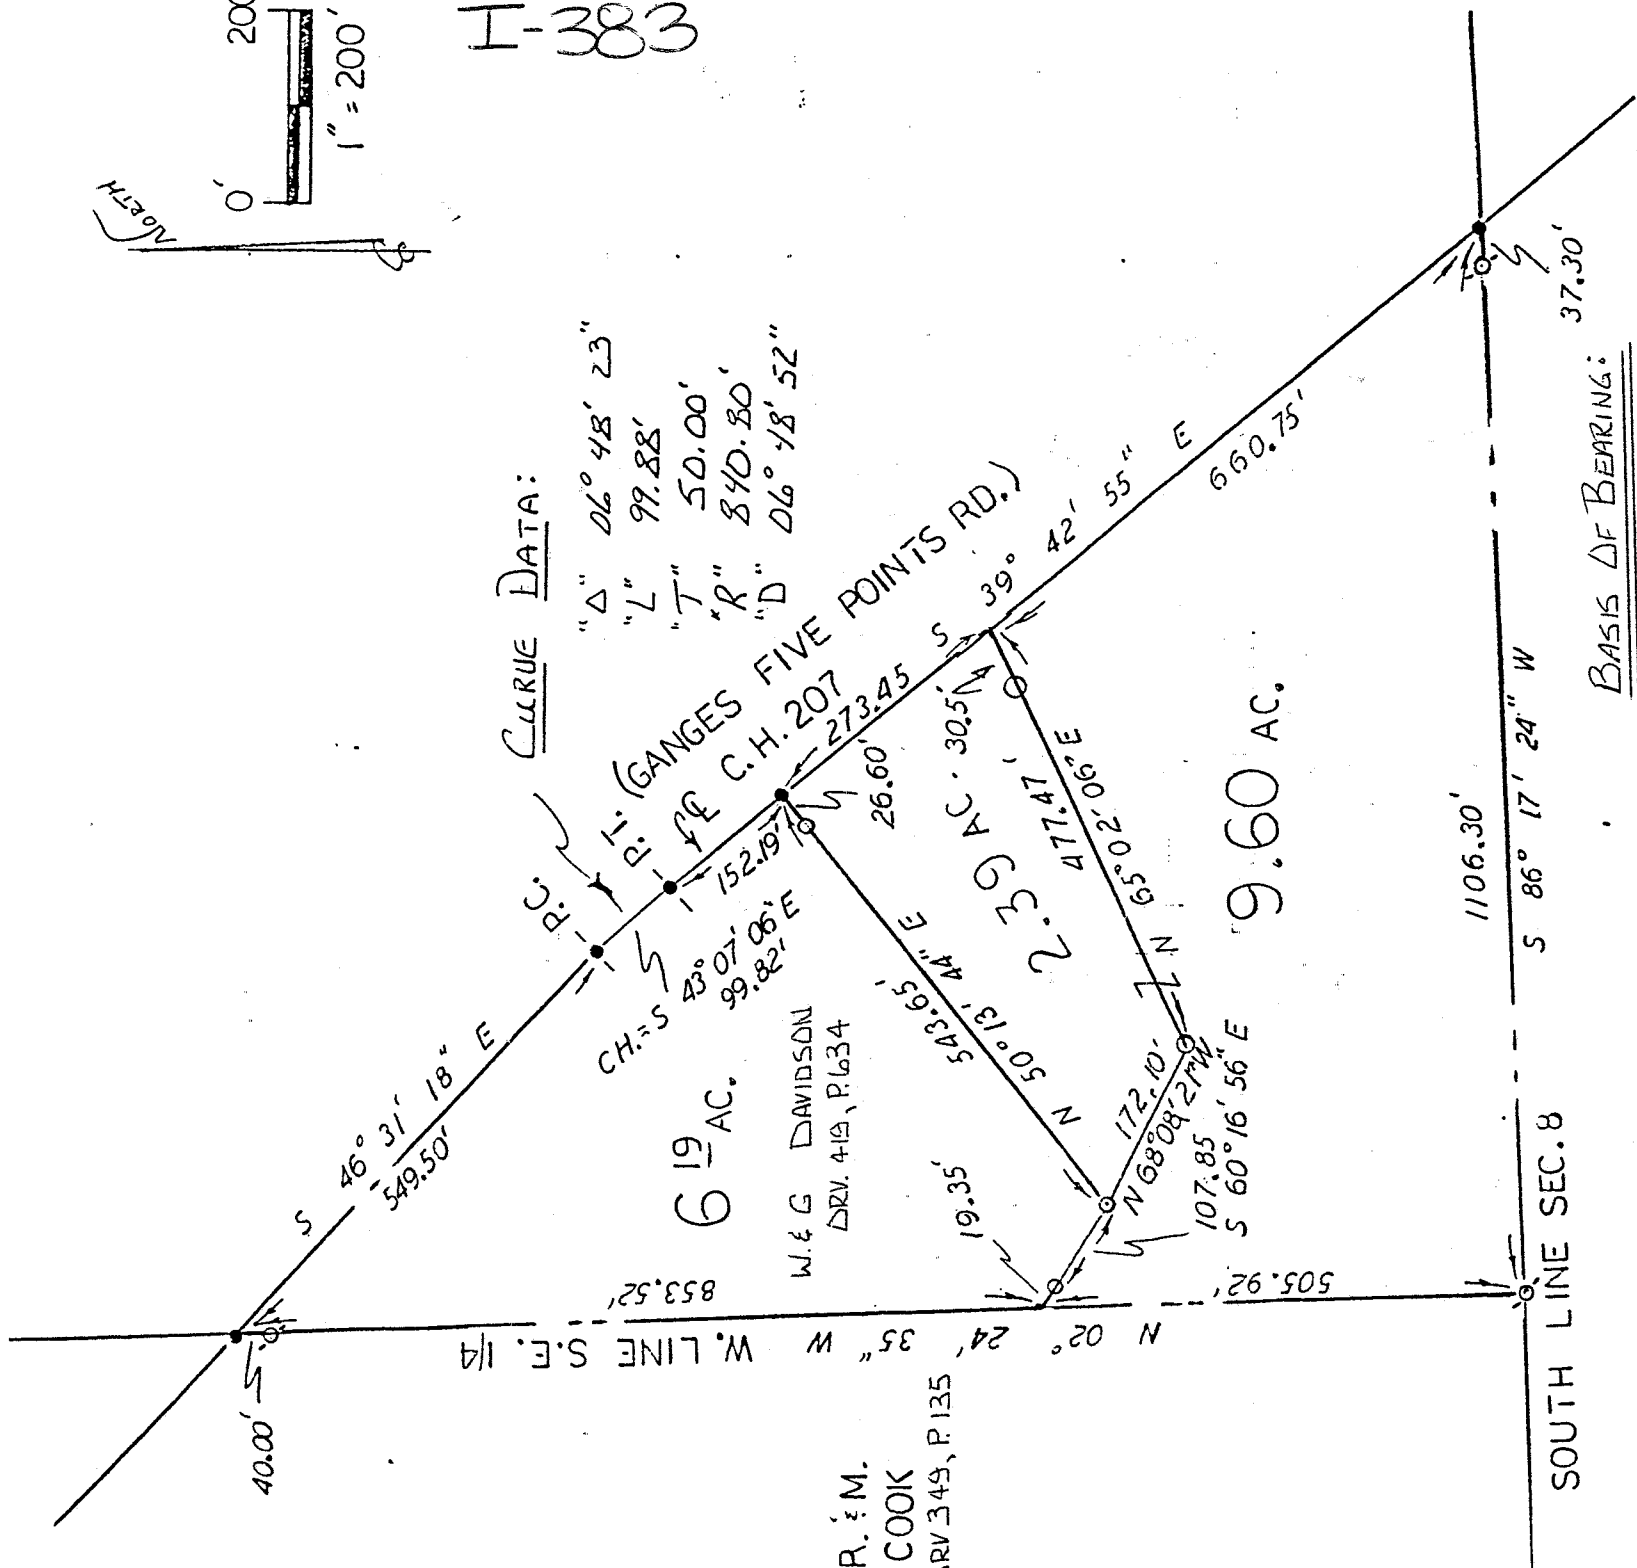 I-383
NORTH
0'
200
1" = 200'
CURVE DATA:
"Δ" 06° 48' 23"
"L" 99.88'
"T" 50.00'
"R" 840.80'
"D" 06° 48' 52"
P.C.
P.T.
(GANGES FIVE POINTS RD.)
℄ C.H. 207
S 46° 31' 18" E
549.50'
CH.= S 43° 07' 06" E
99.82'
152.19'
273.45
S 39° 42' 55" E
660.75'
26.60'
30.5'
37.30'
40.00'
6 19 AC.
W. & G DAVIDSON
DRV. 419, P.634
2.39 AC.
9.60 AC.
543.65'
N 50° 13' 44" E
477.47'
N 65° 02' 06" E
172.10'
N 68° 08' 21" W
107.85
S 60° 16' 56" E
19.35'
853.52'
505.92'
N 02° 24' 35" W
W. LINE S.E. 1/4
R. & M.
COOK
DRV 349, P.135
1106.30'
S 86° 17' 24" W
SOUTH LINE SEC. 8
BASIS OF BEARING: